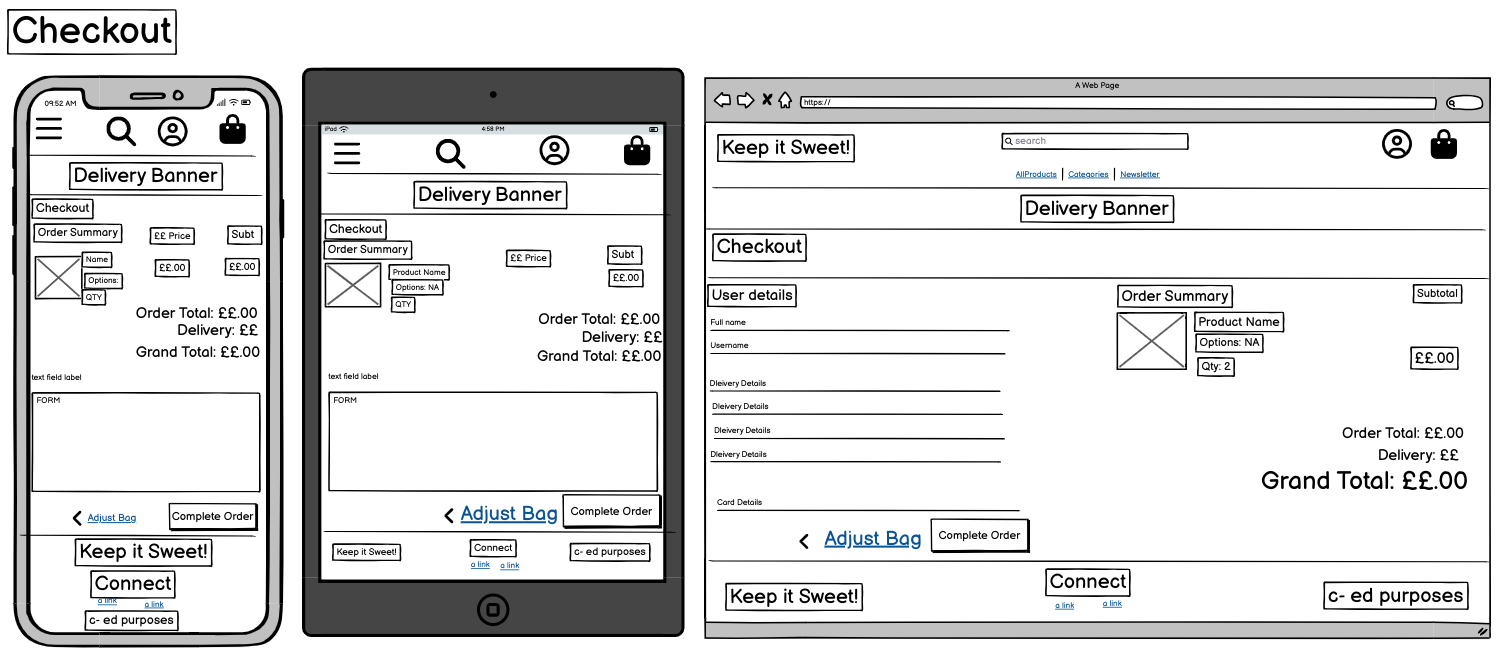 Checkout
09:52 AM
Delivery Banner
Checkout
Order Summary ££ Price Subt
Name
££.00 ££.00
Options:
QTY
Order Total: ££.00
Delivery: ££
Grand Total: ££.00
text field label
FORM
Adjust Bag Complete Order
Keep it Sweet!
Connect
a link a link
c- ed purposes
iPad 4:58 PM
Delivery Banner
Checkout
Order Summary ££ Price Subt
Product Name ££.00
Options: NA
QTY
Order Total: ££.00
Delivery: ££
Grand Total: ££.00
text field label
FORM
Adjust Bag Complete Order
Keep it Sweet! Connect c- ed purposes
a link a link
A Web Page
https://
Keep it Sweet! search
AllProducts Categories Newsletter
Delivery Banner
Checkout
User details
Full name
Username
Dleivery Details
Dleivery Details
Dleivery Details
Dleivery Details
Card Details
Adjust Bag Complete Order
Order Summary Subtotal
Product Name
Options: NA
Qty: 2 ££.00
Order Total: ££.00
Delivery: ££
Grand Total: ££.00
Keep it Sweet! Connect c- ed purposes
a link a link